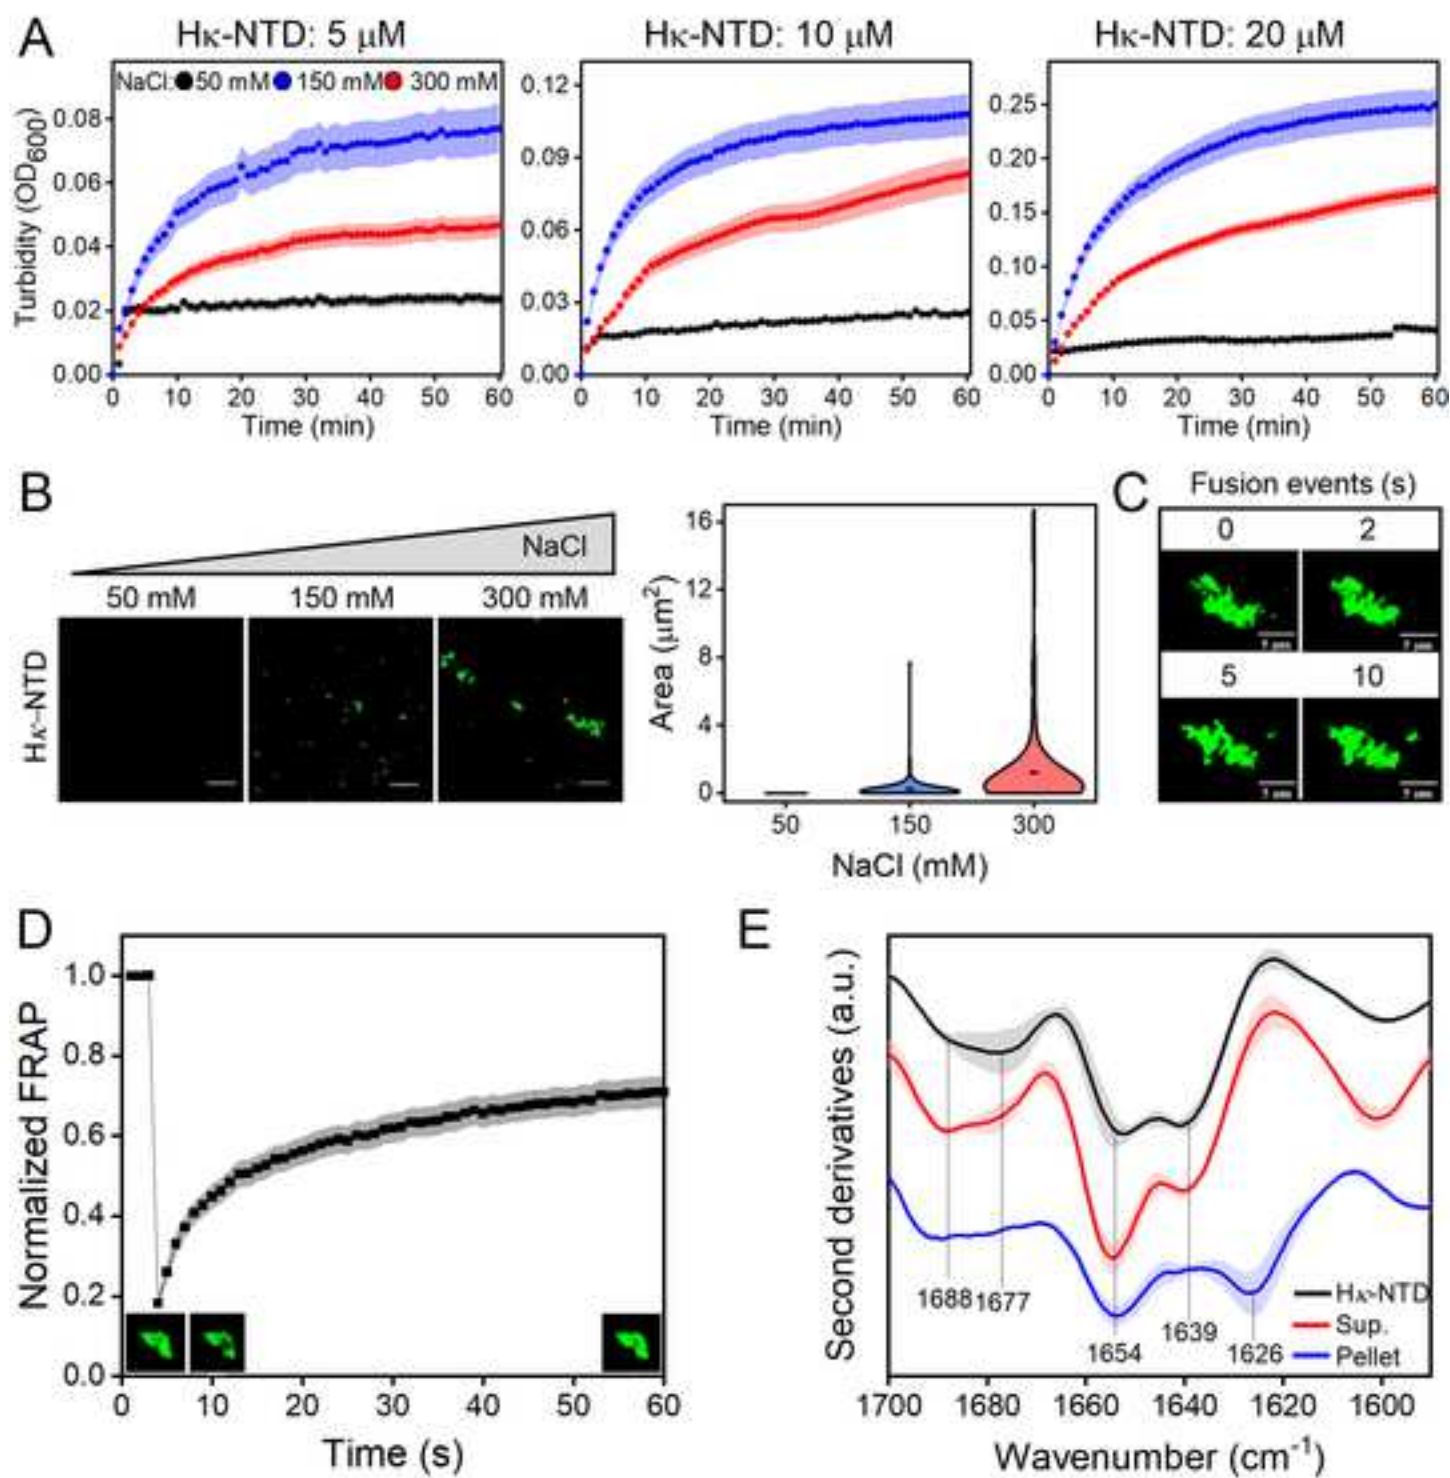 A
Hκ-NTD: 5 μM
Hκ-NTD: 10 μM
Hκ-NTD: 20 μM
NaCl: 50 mM 150 mM 300 mM
Turbidity (OD600)
0.08
0.06
0.04
0.02
0.00
0 10 20 30 40 50 60
Time (min)
0.12
0.09
0.06
0.03
0.00
0 10 20 30 40 50 60
Time (min)
0.25
0.20
0.15
0.10
0.05
0.00
0 10 20 30 40 50 60
Time (min)
B
NaCl
50 mM 150 mM 300 mM
Hκ-NTD
Area (μm2)
16
12
8
4
0
50 150 300
NaCl (mM)
C
Fusion events (s)
0 2
5 10
D
Normalized FRAP
1.0
0.8
0.6
0.4
0.2
0.0
0 10 20 30 40 50 60
Time (s)
E
Second derivatives (a.u.)
1688 1677
1654
1639
1626
Hκ-NTD
Sup.
Pellet
1700 1680 1660 1640 1620 1600
Wavenumber (cm-1)